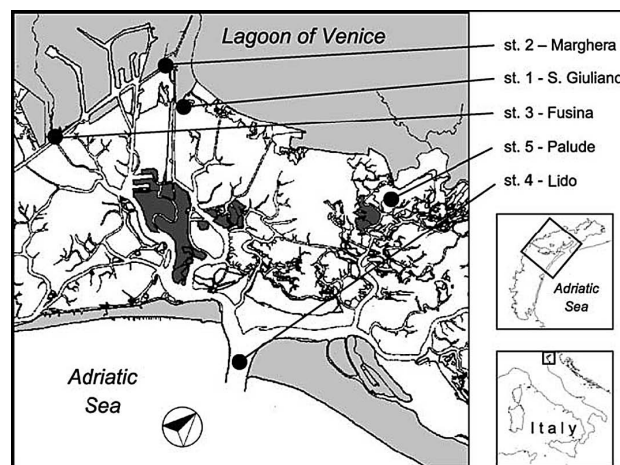 Lagoon of Venice
st. 2 – Marghera
st. 1 - S. Giuliano
st. 3 - Fusina
st. 5 - Palude
st. 4 - Lido
Adriatic
Sea
Adriatic
Sea
Italy